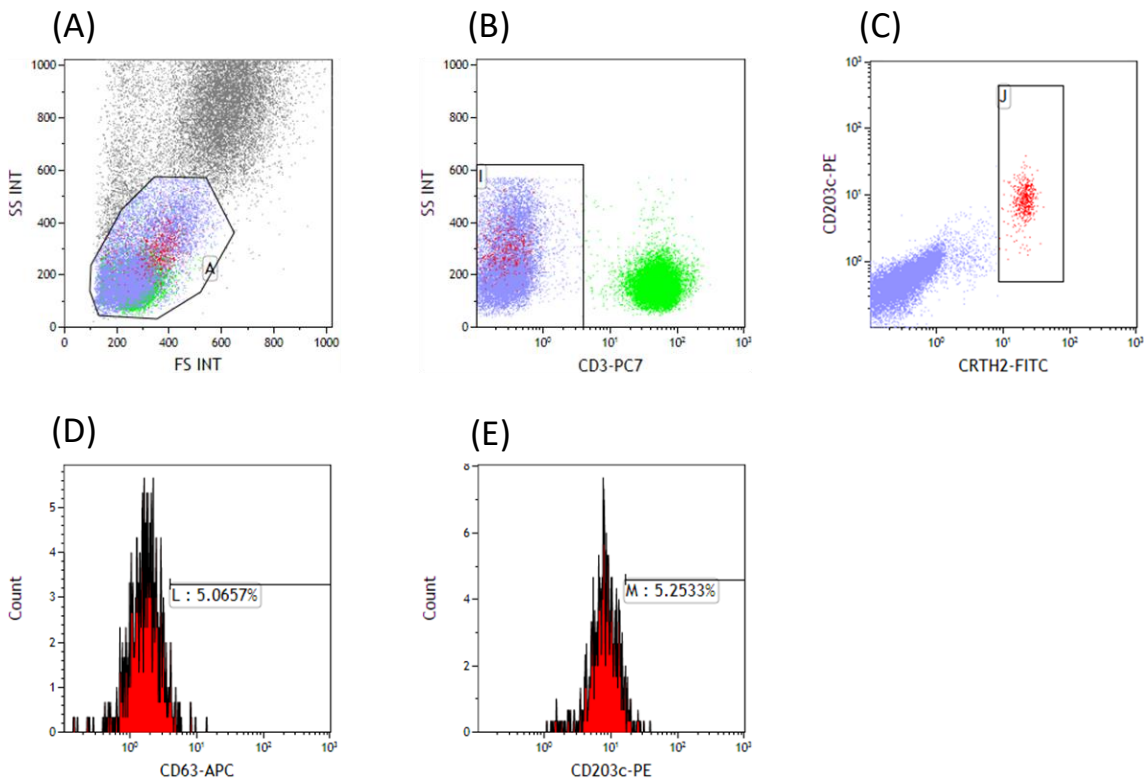 (A)
(B)
(C)
1000
800
600
400
200
0
SS INT
A
0 200 400 600 800 1000
FS INT
1000
800
600
400
200
0
SS INT
I
10⁰ 10¹ 10² 10³
CD3-PC7
10³
10²
10¹
10⁰
CD203c-PE
J
10⁰ 10¹ 10² 10³
CRTH2-FITC
(D)
(E)
5
4
3
2
1
0
Count
L : 5.0657%
10⁰ 10¹ 10² 10³
CD63-APC
8
6
4
2
0
Count
M : 5.2533%
10⁰ 10¹ 10² 10³
CD203c-PE